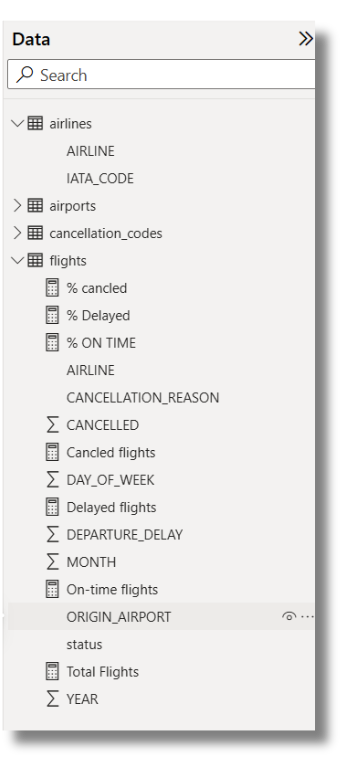 Data
Search
airlines
AIRLINE
IATA_CODE
airports
cancellation_codes
flights
% cancled
% Delayed
% ON TIME
AIRLINE
CANCELLATION_REASON
CANCELLED
Cancled flights
DAY_OF_WEEK
Delayed flights
DEPARTURE_DELAY
MONTH
On-time flights
ORIGIN_AIRPORT
status
Total Flights
YEAR